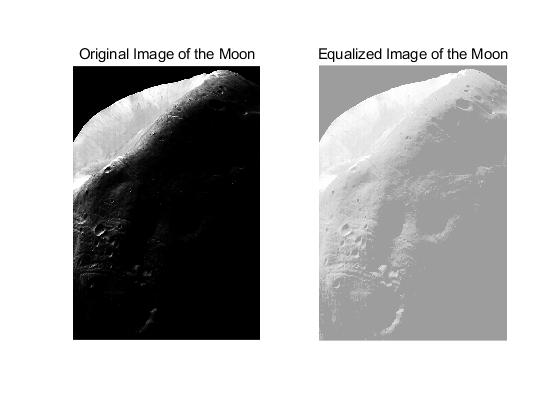 Original Image of the Moon
Equalized Image of the Moon